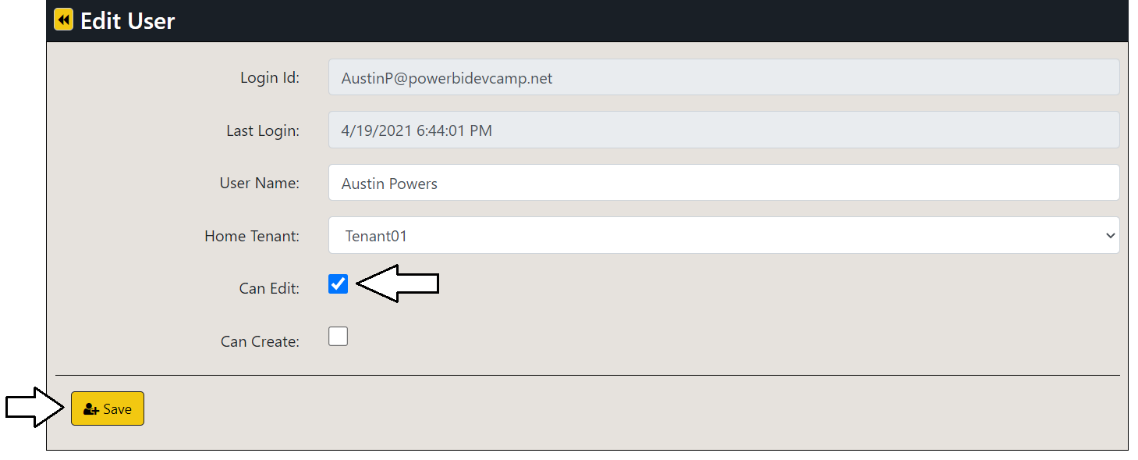 Edit User
Login Id: AustinP@powerbidevcamp.net
Last Login: 4/19/2021 6:44:01 PM
User Name: Austin Powers
Home Tenant: Tenant01
Can Edit:
Can Create:
Save